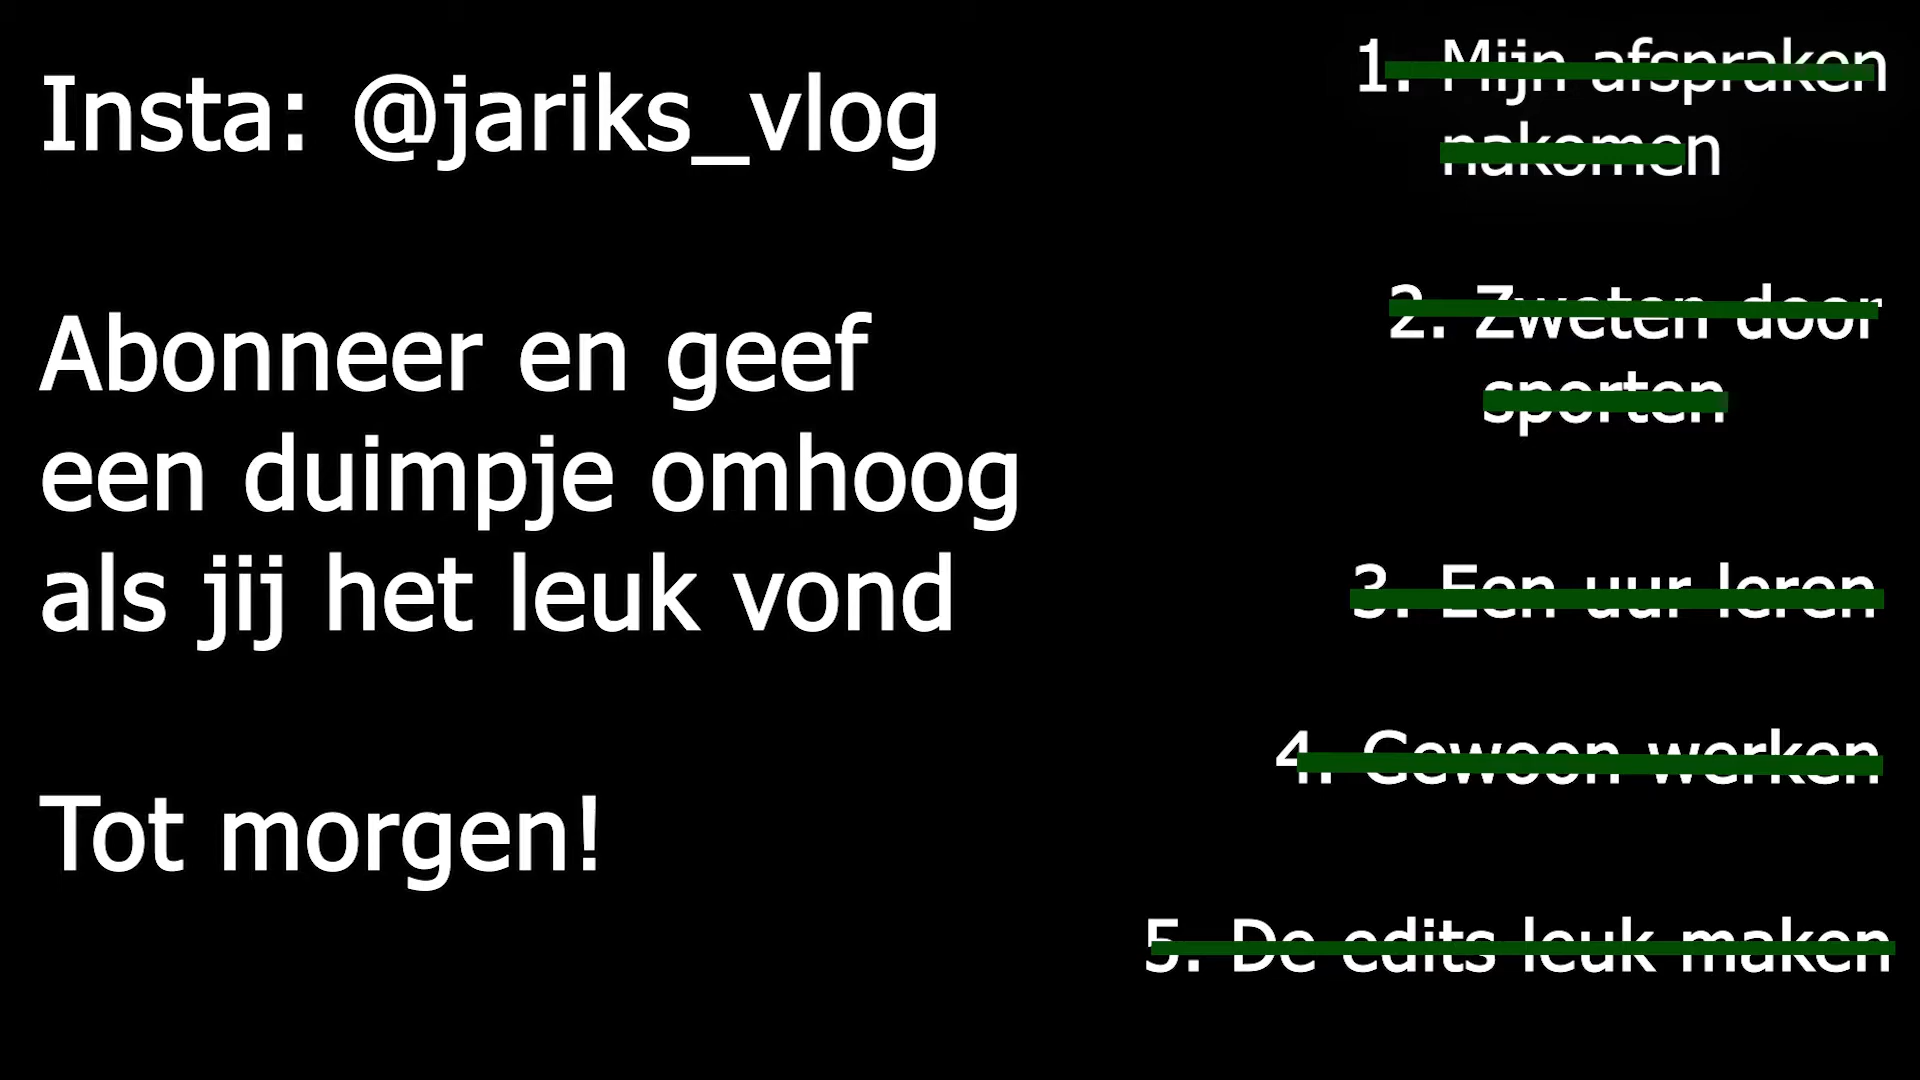 Insta: @jariks_vlog
Abonneer en geef
een duimpje omhoog
als jij het leuk vond
Tot morgen!
1. Mijn afspraken
nakomen
2. Zweten door
sporten
3. Een uur leren
4. Gewoon werken
5. De edits leuk maken